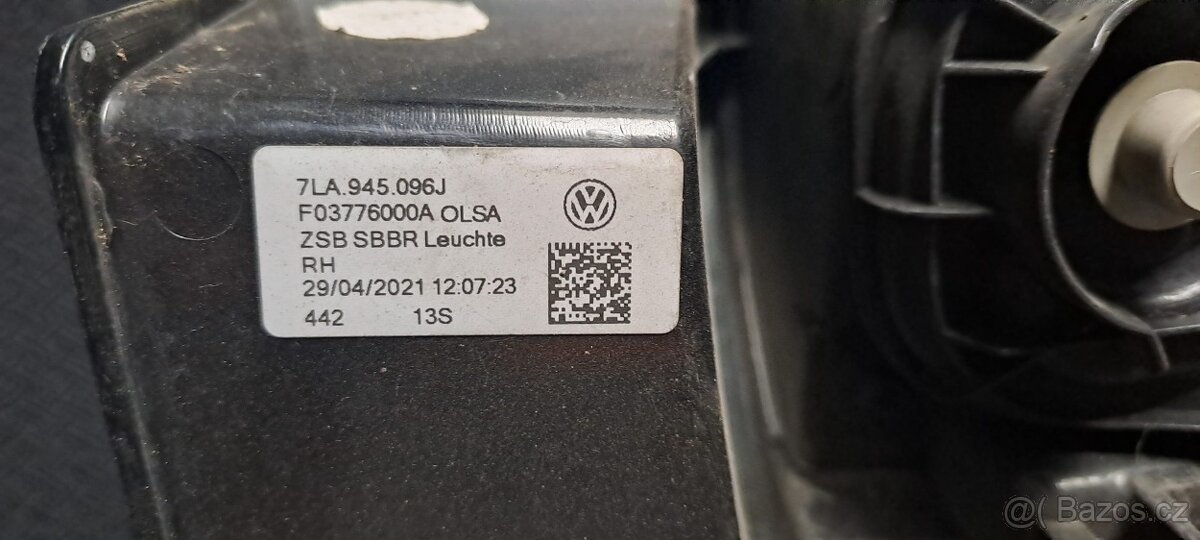 7LA.945.096J
F03776000A OLSA
ZSB SBBR Leuchte
RH
29/04/2021 12:07:23
442 13S
@( Bazos.cz